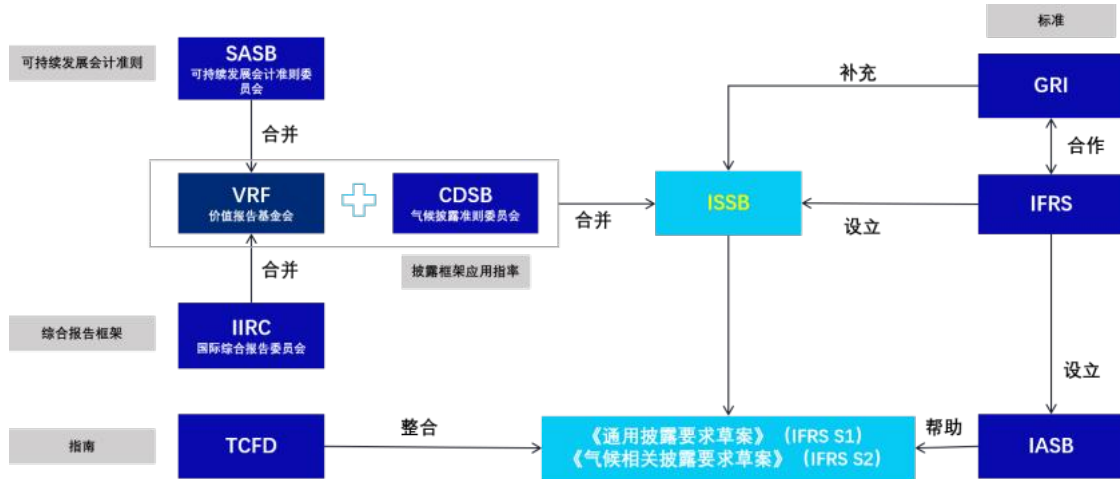 标准
可持续发展会计准则
SASB
可持续发展会计准则委
员会
补充
GRI
合并
合作
VRF
价值报告基金会
CDSB
气候披露准则委员会
合并
ISSB
设立
IFRS
合并
披露框架应用指率
综合报告框架
IIRC
国际综合报告委员会
设立
指南
TCFD
整合
《通用披露要求草案》（IFRS S1）
《气候相关披露要求草案》（IFRS S2）
帮助
IASB